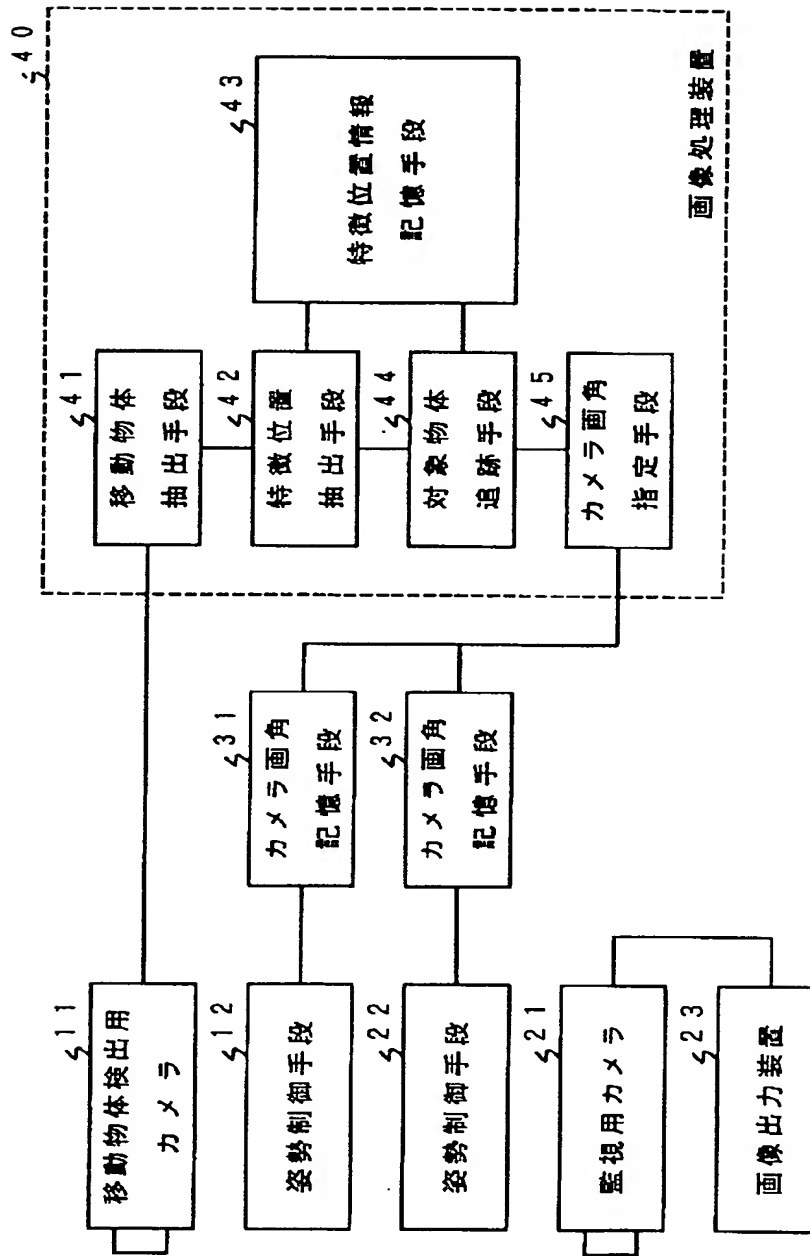 40
画像処理装置
41
移動物体
抽出手段
42
特徴位置
抽出手段
43
特徴位置情報
記憶手段
44
対象物体
追跡手段
45
カメラ画角
指定手段
31
カメラ画角
記憶手段
32
カメラ画角
記憶手段
11
移動物体検出用
カメラ
12
姿勢制御手段
22
姿勢制御手段
21
監視用カメラ
23
画像出力装置